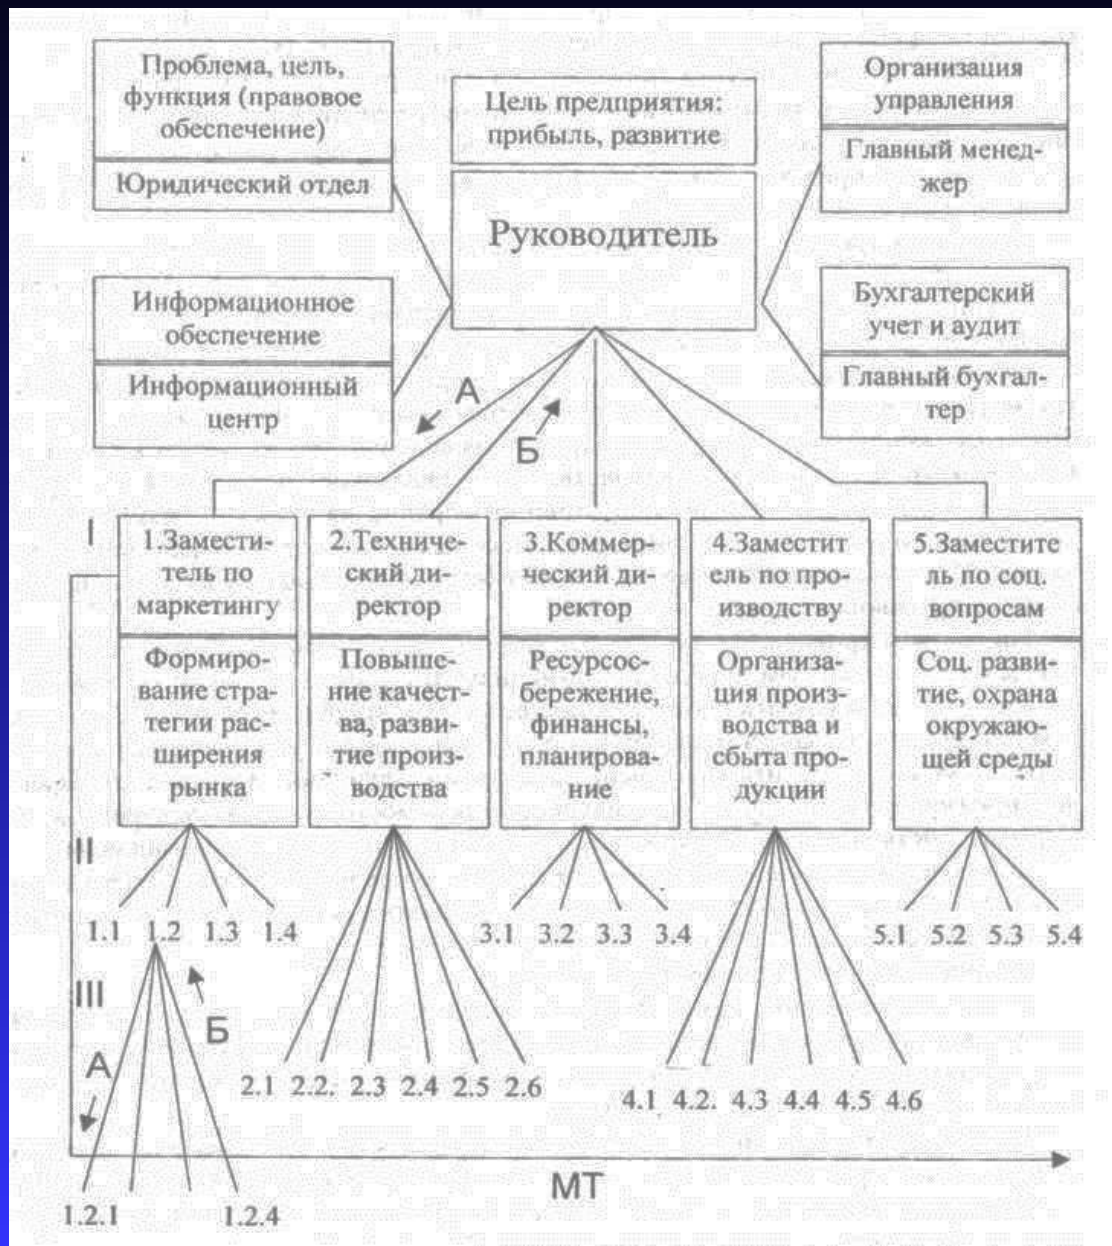 Проблема, цель,
функция (правовое
обеспечение)
Юридический отдел
Цель предприятия:
прибыль, развитие
Руководитель
Организация
управления
Главный менед-
жер
Информационное
обеспечение
Информационный
центр
Бухгалтерский
учет и аудит
Главный бухгал-
тер
А
Б
I
1.Замести-
тель по
маркетингу
Формиро-
вание стра-
тегии рас-
ширения
рынка
2.Техниче-
ский ди-
ректор
Повыше-
ние качест-
ва, разви-
тие произ-
водства
3.Коммер-
ческий ди-
ректор
Ресурсос-
бережение,
финансы,
планирова-
ние
4.Заместит
ель по про-
изводству
Организа-
ция произ-
водства и
сбыта про-
дукции
5.Заместите
ль по соц.
вопросам
Соц. разви-
тие, охрана
окружаю-
щей среды
II
1.1 1.2 1.3 1.4
3.1 3.2 3.3 3.4
5.1 5.2 5.3 5.4
III
Б
А
2.1 2.2. 2.3 2.4 2.5 2.6
4.1 4.2. 4.3 4.4 4.5 4.6
МТ
1.2.1 1.2.4